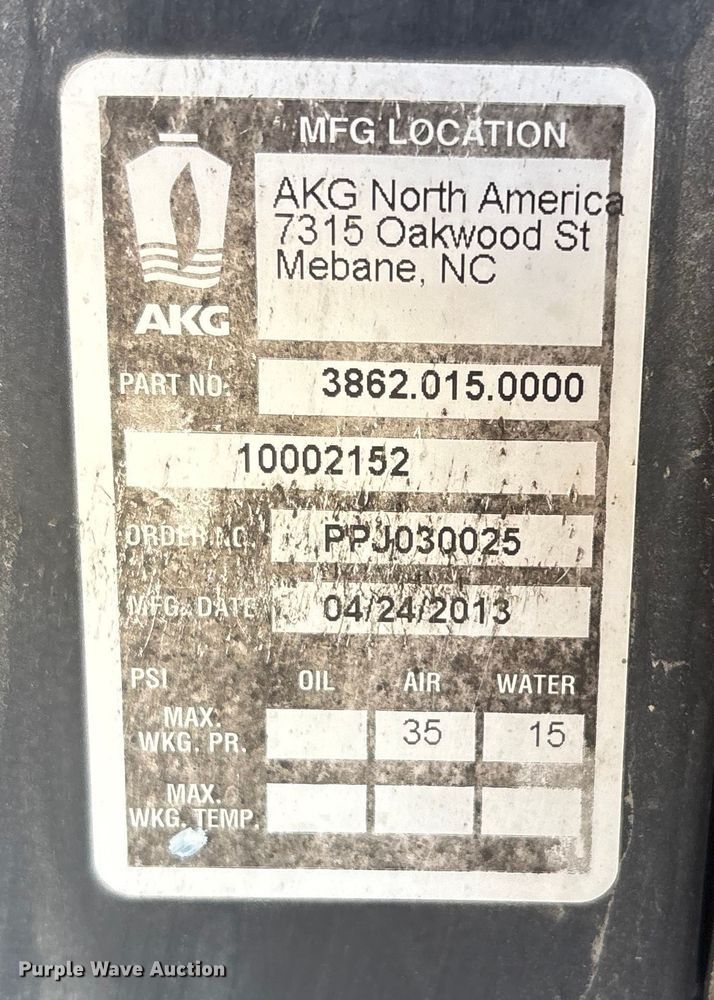 MFG LOCATION
AKG North America
7315 Oakwood St
Mebane, NC
AKG
PART NO: 3862.015.0000
10002152
ORDER NO. PPJ030025
MFG. DATE 04/24/2013
PSI OIL AIR WATER
MAX.
WKG. PR. 35 15
MAX.
WKG. TEMP.
Purple Wave Auction